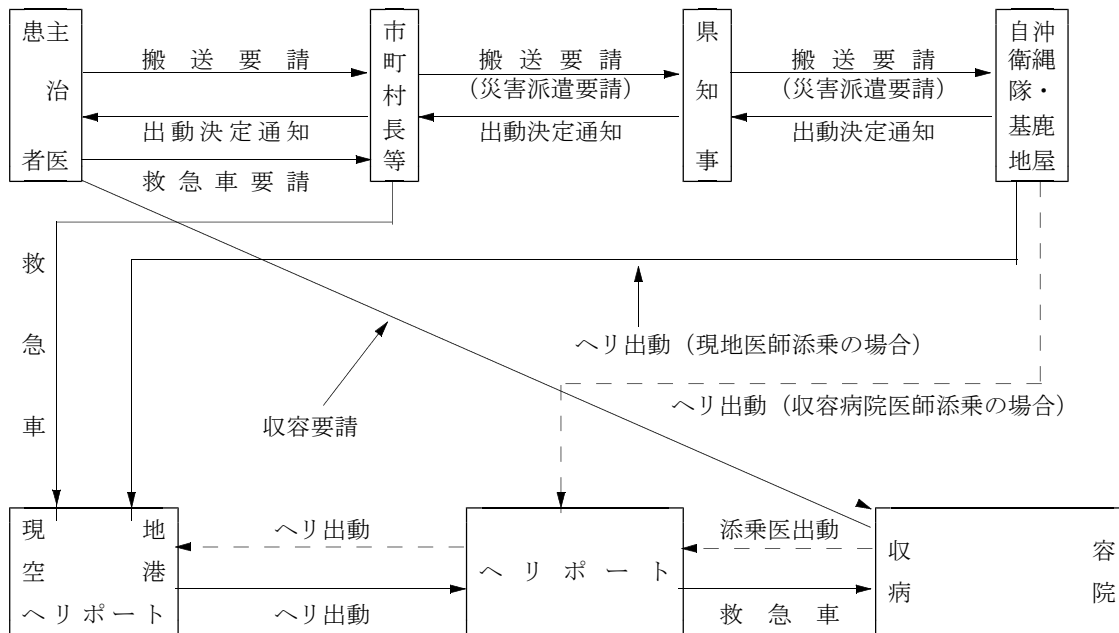 患者
主治医
搬送要請
出動決定通知
救急車要請
市町村長等
搬送要請
(災害派遣要請)
出動決定通知
県知事
搬送要請
(災害派遣要請)
出動決定通知
自衛隊・基地
沖縄鹿屋
救急車
ヘリ出動(現地医師添乗の場合)
ヘリ出動(収容病院医師添乗の場合)
収容要請
現地
空港
ヘリポート
ヘリ出動
ヘリ出動
ヘリポート
添乗医出動
救急車
収容
病院